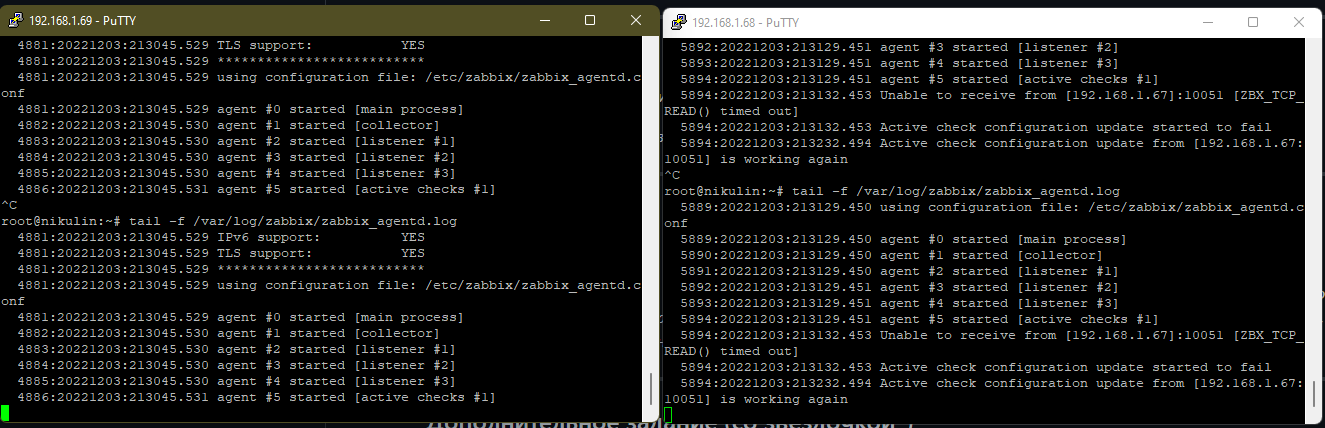 192.168.1.69 - PuTTY
4881:20221203:213045.529 TLS support:           YES
4881:20221203:213045.529 **************************
4881:20221203:213045.529 using configuration file: /etc/zabbix/zabbix_agentd.c
onf
4881:20221203:213045.529 agent #0 started [main process]
4882:20221203:213045.530 agent #1 started [collector]
4883:20221203:213045.530 agent #2 started [listener #1]
4884:20221203:213045.530 agent #3 started [listener #2]
4885:20221203:213045.530 agent #4 started [listener #3]
4886:20221203:213045.531 agent #5 started [active checks #1]
^C
root@nikulin:~# tail -f /var/log/zabbix/zabbix_agentd.log
4881:20221203:213045.529 IPv6 support:          YES
4881:20221203:213045.529 TLS support:           YES
4881:20221203:213045.529 **************************
4881:20221203:213045.529 using configuration file: /etc/zabbix/zabbix_agentd.c
onf
4881:20221203:213045.529 agent #0 started [main process]
4882:20221203:213045.530 agent #1 started [collector]
4883:20221203:213045.530 agent #2 started [listener #1]
4884:20221203:213045.530 agent #3 started [listener #2]
4885:20221203:213045.530 agent #4 started [listener #3]
4886:20221203:213045.531 agent #5 started [active checks #1]
192.168.1.68 - PuTTY
5892:20221203:213129.451 agent #3 started [listener #2]
5893:20221203:213129.451 agent #4 started [listener #3]
5894:20221203:213129.451 agent #5 started [active checks #1]
5894:20221203:213132.453 Unable to receive from [192.168.1.67]:10051 [ZBX_TCP_
READ() timed out]
5894:20221203:213132.453 Active check configuration update started to fail
5894:20221203:213232.494 Active check configuration update from [192.168.1.67:
10051] is working again
^C
root@nikulin:~# tail -f /var/log/zabbix/zabbix_agentd.log
5889:20221203:213129.450 using configuration file: /etc/zabbix/zabbix_agentd.c
onf
5889:20221203:213129.450 agent #0 started [main process]
5890:20221203:213129.450 agent #1 started [collector]
5891:20221203:213129.451 agent #2 started [listener #1]
5892:20221203:213129.451 agent #3 started [listener #2]
5893:20221203:213129.451 agent #4 started [listener #3]
5894:20221203:213129.451 agent #5 started [active checks #1]
5894:20221203:213132.453 Unable to receive from [192.168.1.67]:10051 [ZBX_TCP_
READ() timed out]
5894:20221203:213132.453 Active check configuration update started to fail
5894:20221203:213232.494 Active check configuration update from [192.168.1.67:
10051] is working again